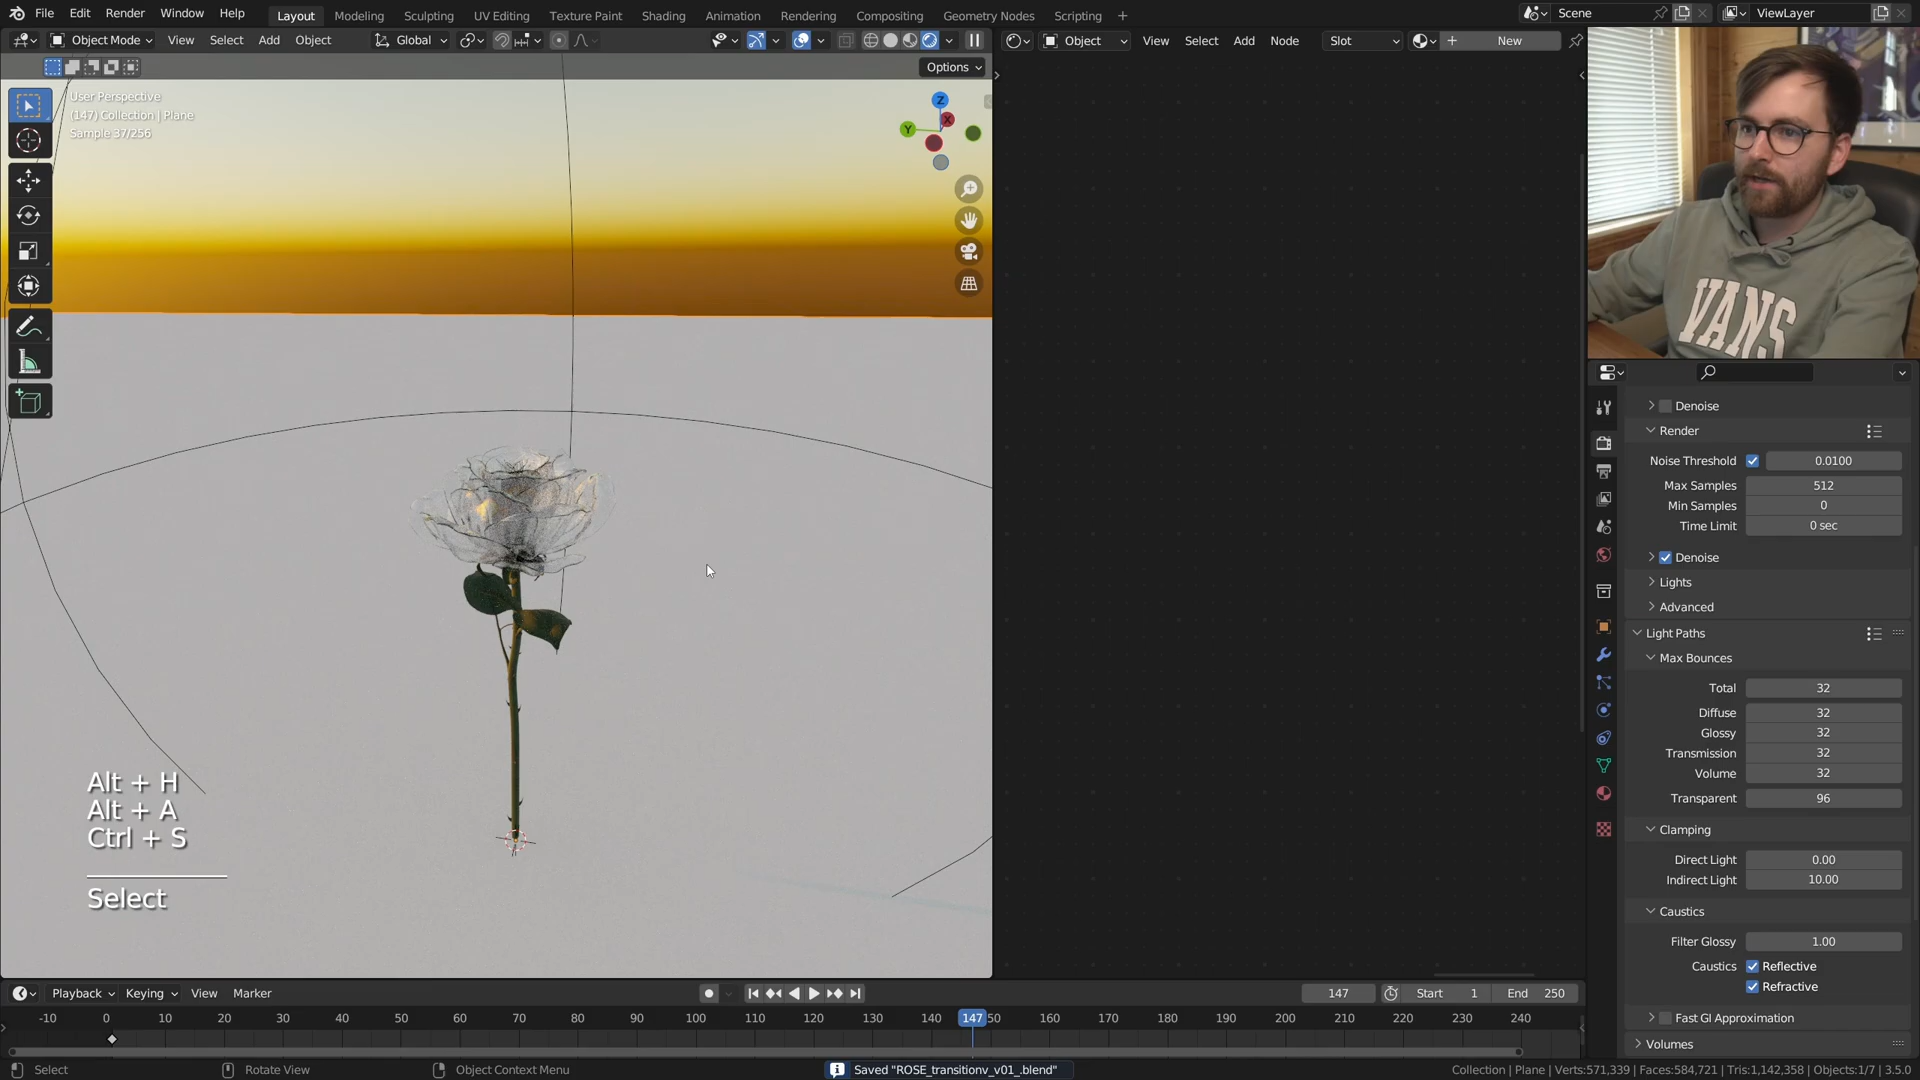 File Edit Render Window Help Layout Modeling Sculpting UV Editing Texture Paint Shading Animation Rendering Compositing Geometry Nodes Scripting + Scene ViewLayer
Object Mode View Select Add Object Global Object View Select Add Node Slot + New
Options
User Perspective
(147) Collection | Plane
Sample 37/256
Z
Y
X
VANS
Denoise
Render
Noise Threshold 0.0100
Max Samples 512
Min Samples 0
Time Limit 0 sec
Denoise
Lights
Advanced
Light Paths
Max Bounces
Total 32
Diffuse 32
Glossy 32
Transmission 32
Volume 32
Transparent 96
Clamping
Direct Light 0.00
Indirect Light 10.00
Caustics
Filter Glossy 1.00
Caustics Reflective
Refractive
Fast GI Approximation
Volumes
Alt + H
Alt + A
Ctrl + S
Select
Playback Keying View Marker 147 Start 1 End 250
-10 0 10 20 30 40 50 60 70 80 90 100 110 120 130 140 147 50 160 170 180 190 200 210 220 230 240
Select Rotate View Object Context Menu Saved "ROSE_transitionv_v01_.blend" Collection | Plane | Verts:571,339 | Faces:584,721 | Tris:1,142,358 | Objects:1/7 | 3.5.0